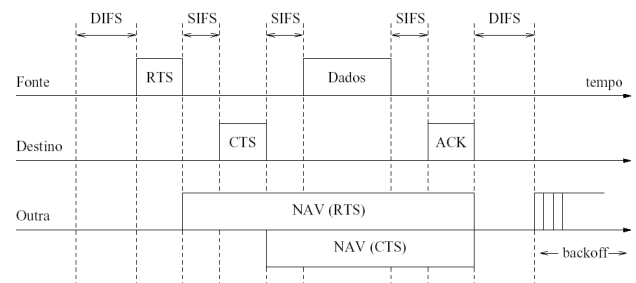 DIFS SIFS SIFS SIFS DIFS
Fonte RTS Dados tempo
Destino CTS ACK
Outra NAV (RTS)
NAV (CTS) backoff